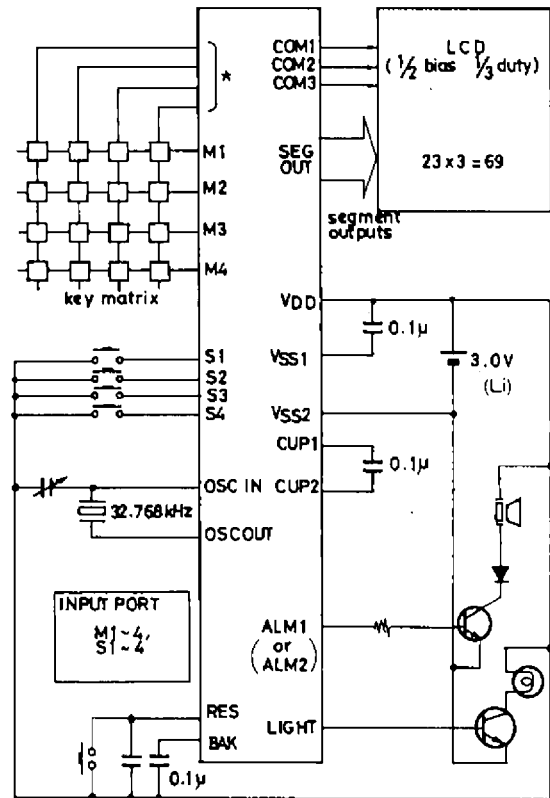 *
M1
M2
M3
M4
key matrix
S1
S2
S3
S4
OSC IN
32.768kHz
OSCOUT
INPUT PORT
M1~4,
S1~4
RES
BAK
0.1μ
COM1
COM2
COM3
SEG
OUT
segment
outputs
LCD
(1/2 bias 1/3 duty)
23x3=69
VDD
0.1μ
VSS1
3.0V
(Li)
VSS2
CUP1
0.1μ
CUP2
ALM1
(or
ALM2)
LIGHT